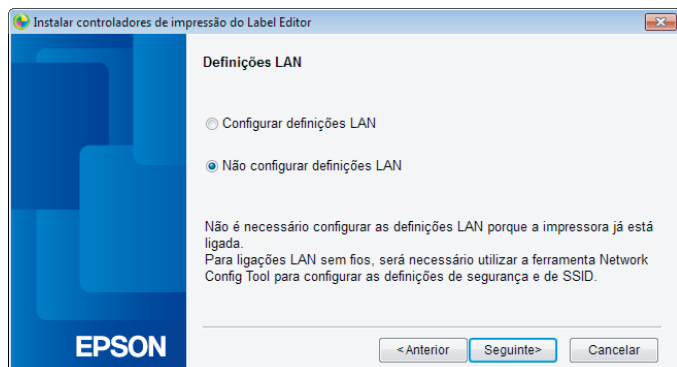 Instalar controladores de impressão do Label Editor
Definições LAN
Configurar definições LAN
Não configurar definições LAN
Não é necessário configurar as definições LAN porque a impressora já está
ligada.
Para ligações LAN sem fios, será necessário utilizar a ferramenta Network
Config Tool para configurar as definições de segurança e de SSID.
EPSON
<Anterior
Seguinte>
Cancelar